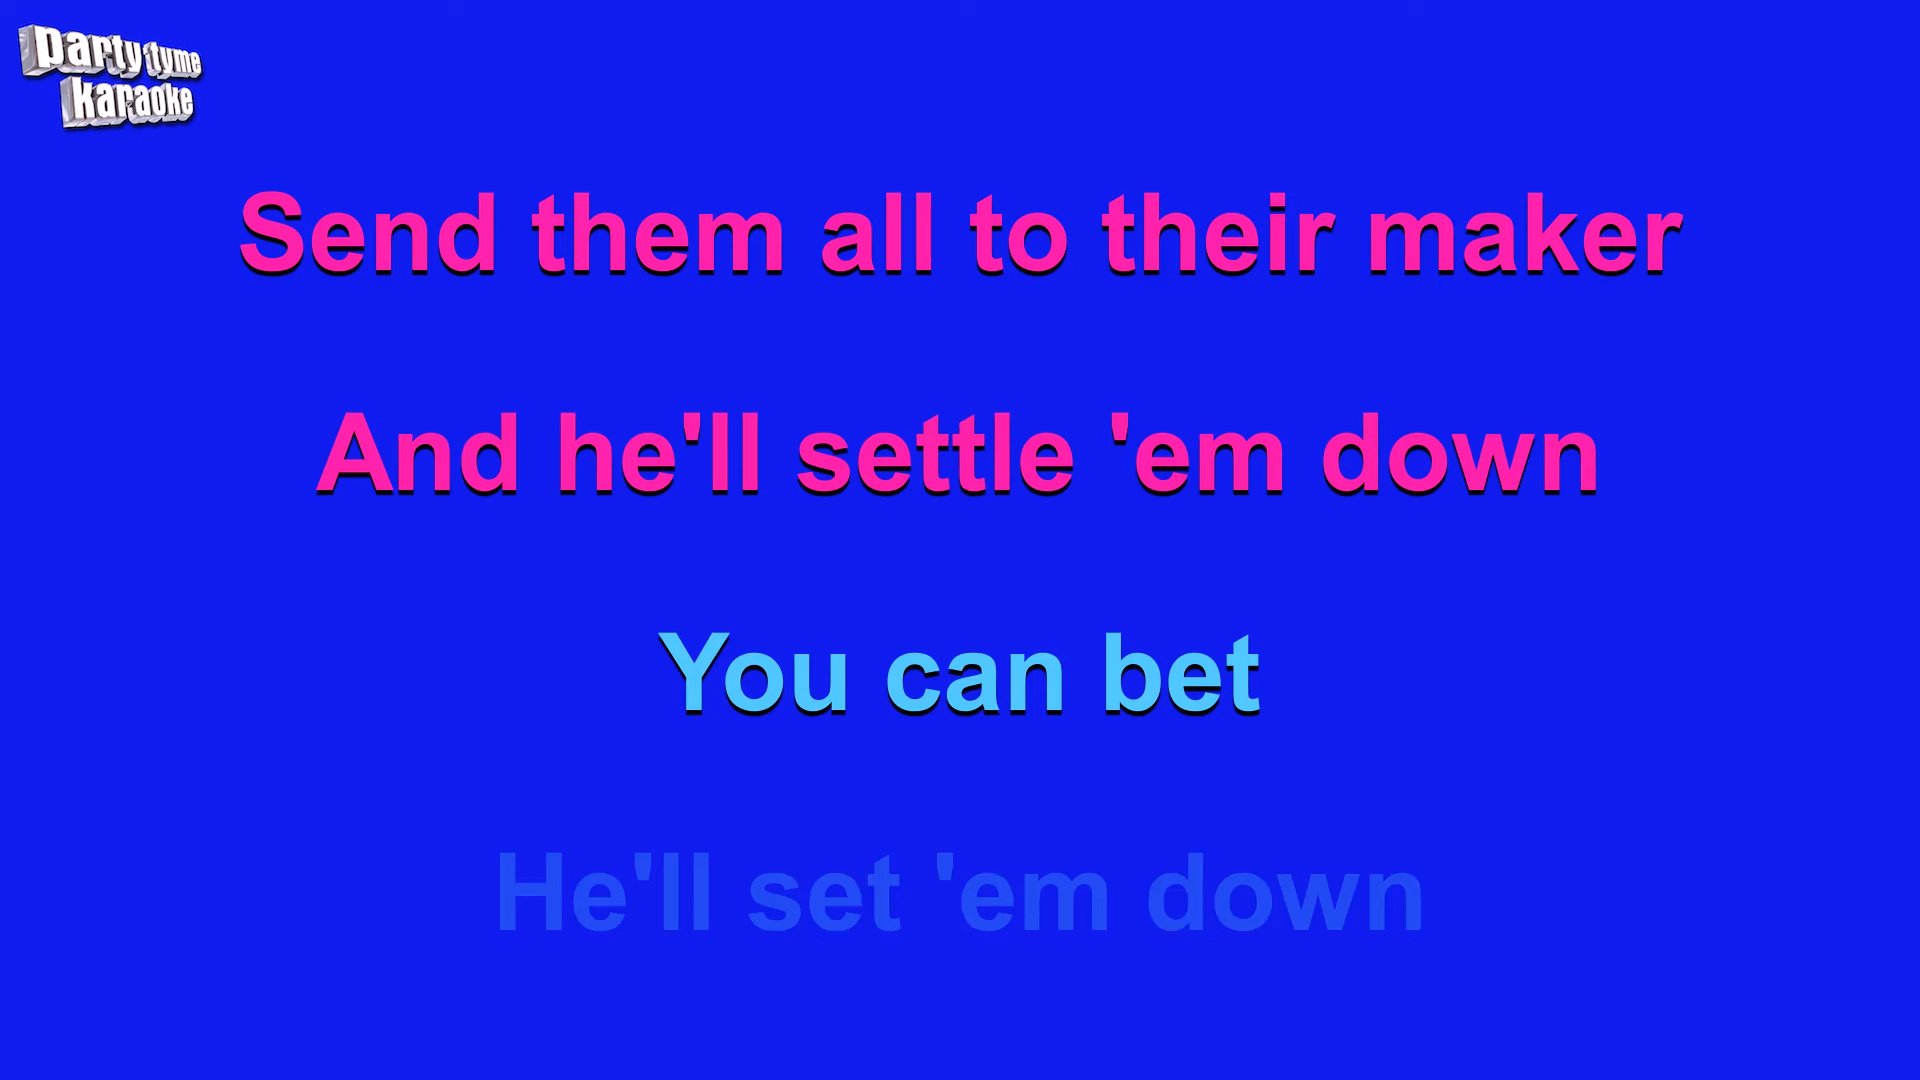 party tyme
karaoke
Send them all to their maker
And he'll settle 'em down
You can bet
He'll set 'em down